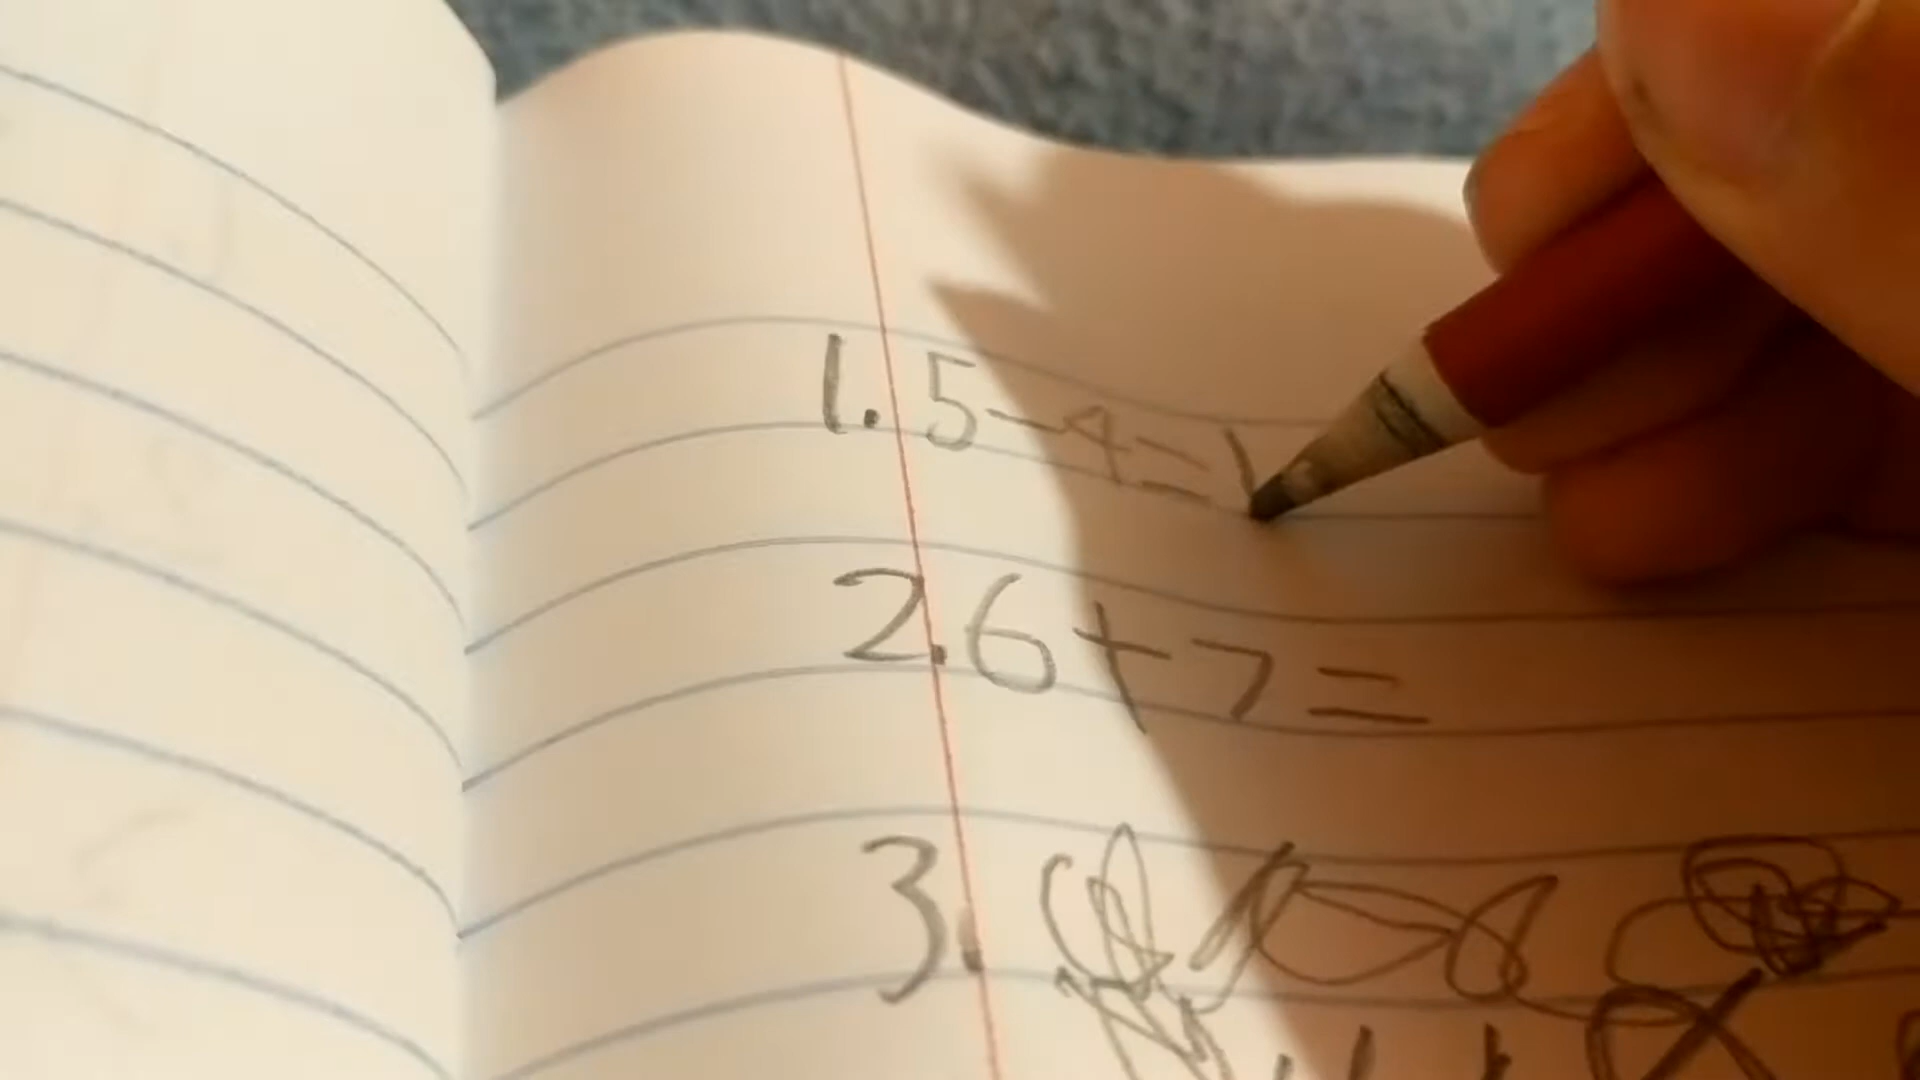 1. 5-4=1
2. 6+7=
3.